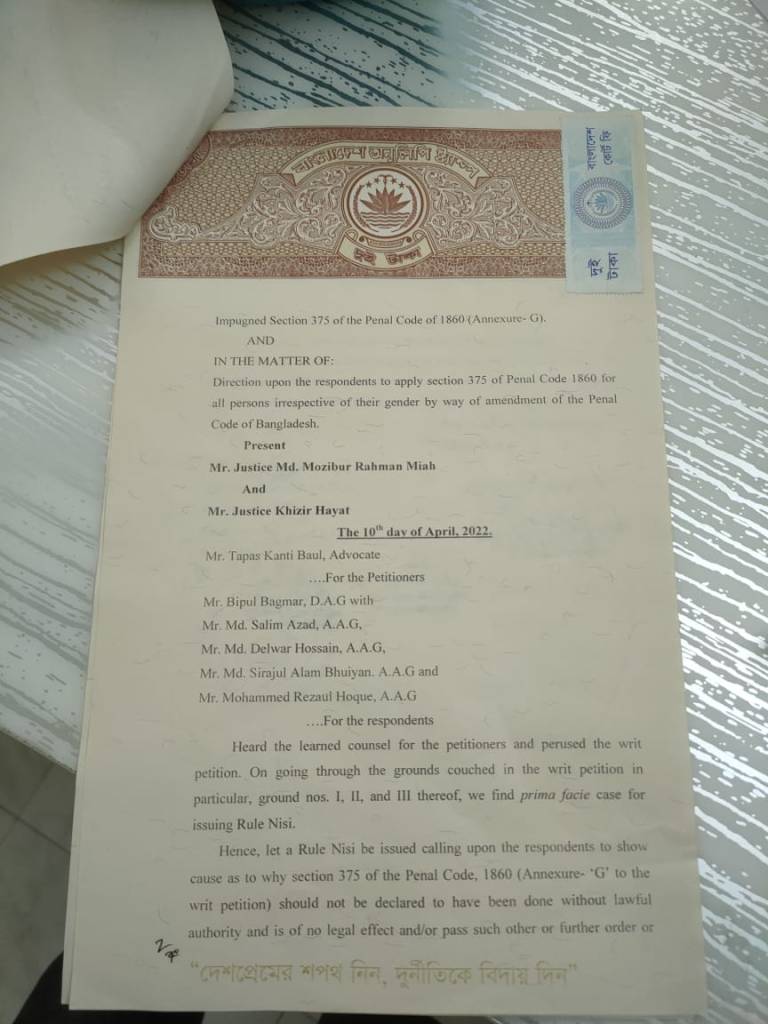 বাংলাদেশ অনুলিপি স্ট্যাম্প
দুই টাকা
বাংলাদেশ
কোর্ট ফি
দুই
টাকা
Impugned Section 375 of the Penal Code of 1860 (Annexure- G).
AND
IN THE MATTER OF:
Direction upon the respondents to apply section 375 of Penal Code 1860 for
all persons irrespective of their gender by way of amendment of the Penal
Code of Bangladesh.
Present
Mr. Justice Md. Mozibur Rahman Miah
And
Mr. Justice Khizir Hayat
The 10th day of April, 2022.
Mr. Tapas Kanti Baul, Advocate
....For the Petitioners
Mr. Bipul Bagmar, D.A.G with
Mr. Md. Salim Azad, A.A.G,
Mr. Md. Delwar Hossain, A.A.G,
Mr. Md. Sirajul Alam Bhuiyan. A.A.G and
Mr. Mohammed Rezaul Hoque, A.A.G
....For the respondents
Heard the learned counsel for the petitioners and perused the writ
petition. On going through the grounds couched in the writ petition in
particular, ground nos. I, II, and III thereof, we find prima facie case for
issuing Rule Nisi.
Hence, let a Rule Nisi be issued calling upon the respondents to show
cause as to why section 375 of the Penal Code, 1860 (Annexure- ‘G’ to the
writ petition) should not be declared to have been done without lawful
authority and is of no legal effect and/or pass such other or further order or
“দেশপ্রেমের শপথ নিন, দুর্নীতিকে বিদায় দিন”